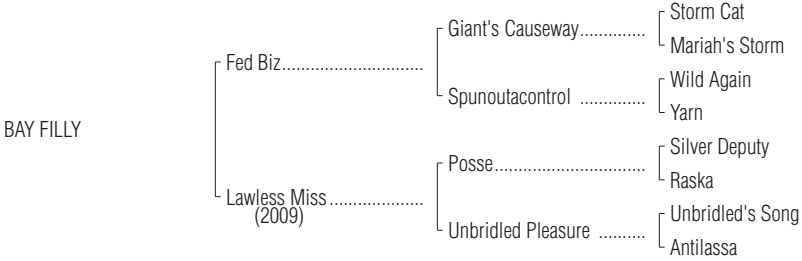 Storm Cat
Giant's Causeway..............
Mariah's Storm
Fed Biz..............................
Wild Again
Spunoutacontrol ..............
Yarn
BAY FILLY
Silver Deputy
Posse................................
Raska
Lawless Miss....................
(2009)
Unbridled's Song
Unbridled Pleasure ..........
Antilassa